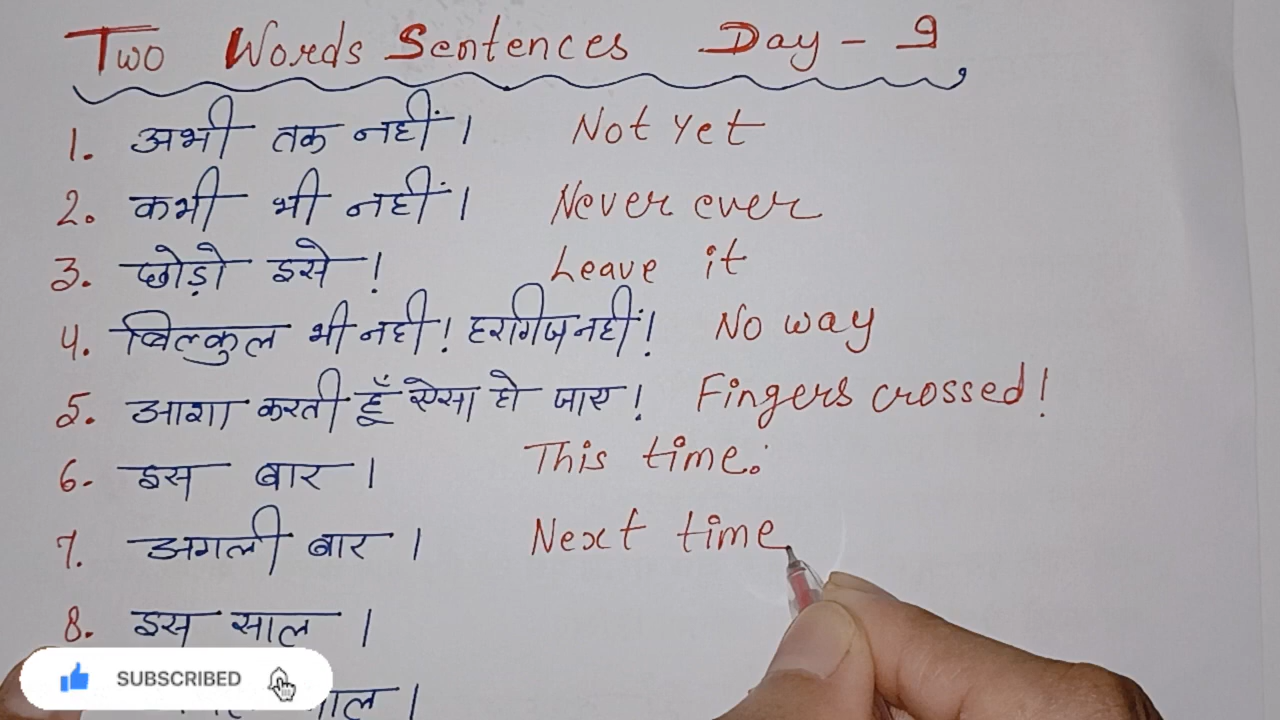 Two Words Sentences Day - 9
1. अभी तक नहीं। Not yet
2. कभी भी नहीं। Never ever
3. छोड़ो इसे ! Leave it
4. बिल्कुल भी नही ! हरगिज नहीं ! No way
5. आशा करती हूँ ऐसा हो जाए ! Fingers crossed !
6. इस बार । This time.
7. अगली बार । Next time
8. इस साल ।
SUBSCRIBED
साल ।